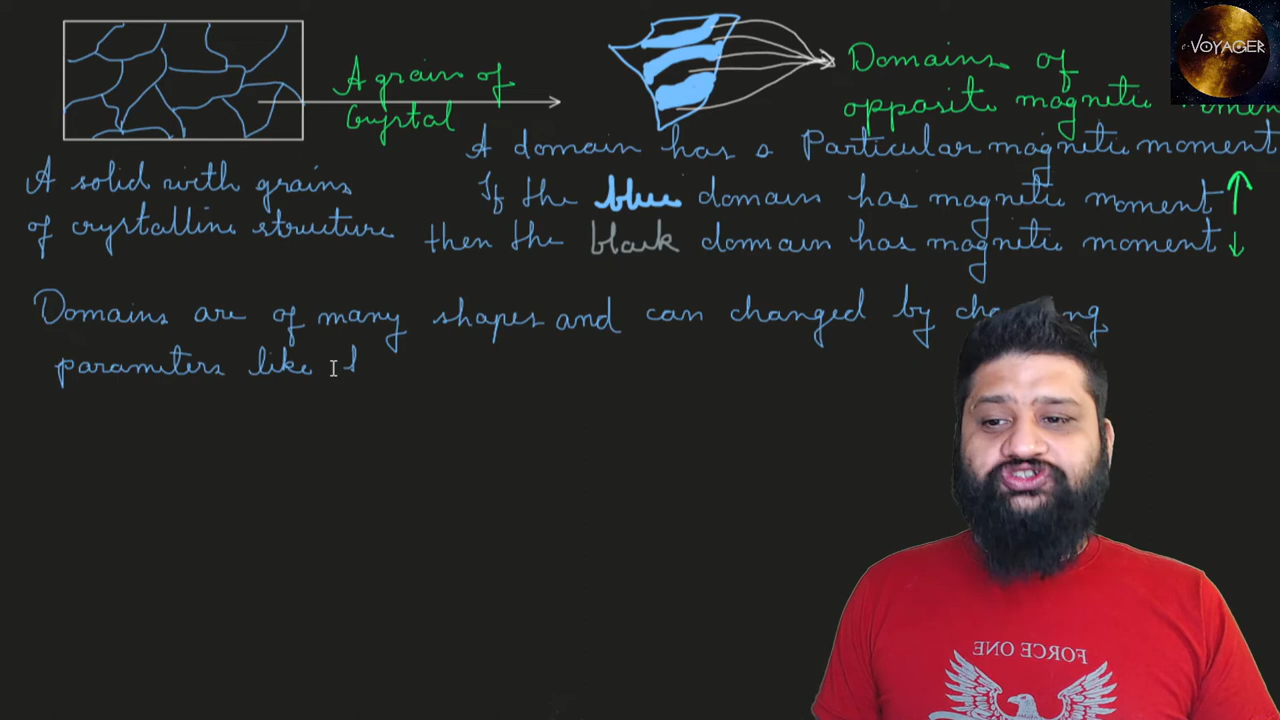 A grain of
Crystal
Domains of
opposite magnetic
e-VOYAGER
A domain has a Particular magnetic moment
A solid with grains
of crystalline structure
If the blue domain has magnetic moment ↑
then the black domain has magnetic moment ↓
Domains are of many shapes and can changed by
paramiters like
FORCE ONE